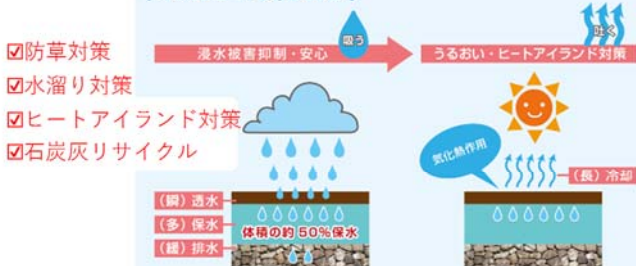 ☑防草対策
☑水溜り対策
☑ヒートアイランド対策
☑石炭灰リサイクル
浸水被害抑制・安心
吸う
うるおい・ヒートアイランド対策
吐く
(瞬)透水
(多)保水
(緩)排水
体積の約50%保水
気化熱作用
(長)冷却